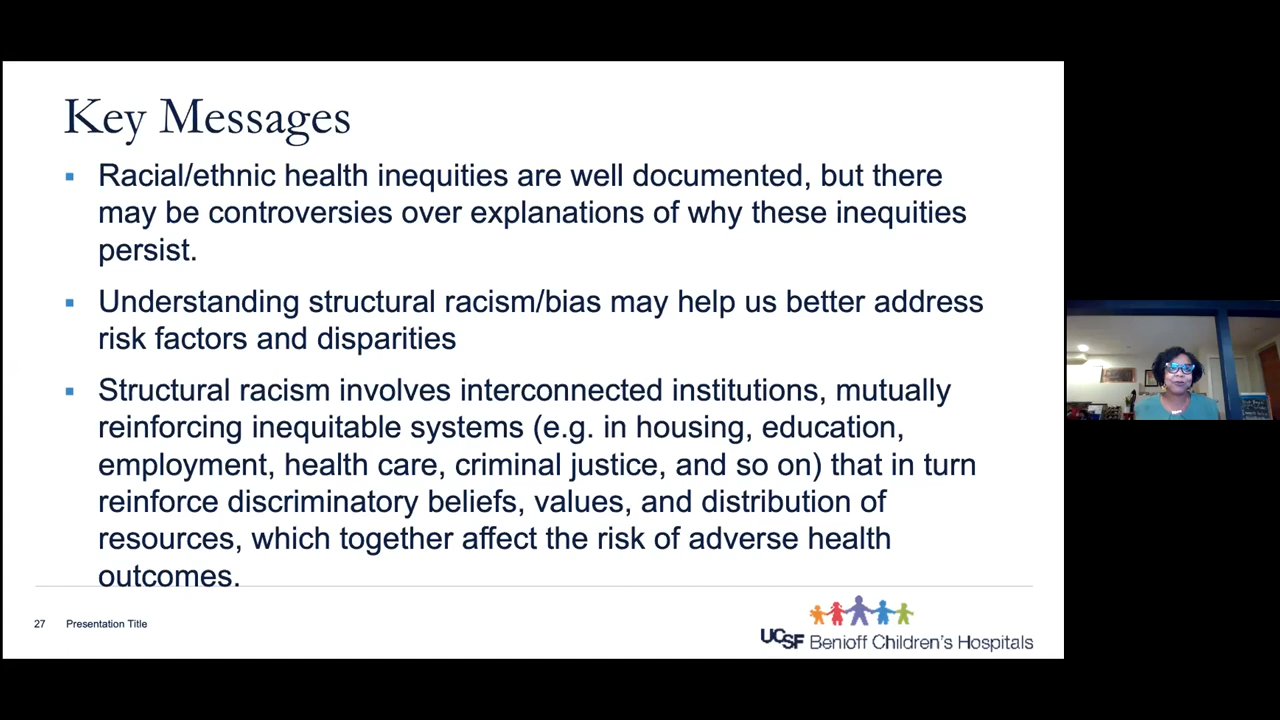 Key Messages
Racial/ethnic health inequities are well documented, but there
may be controversies over explanations of why these inequities
persist.
Understanding structural racism/bias may help us better address
risk factors and disparities
Structural racism involves interconnected institutions, mutually
reinforcing inequitable systems (e.g. in housing, education,
employment, health care, criminal justice, and so on) that in turn
reinforce discriminatory beliefs, values, and distribution of
resources, which together affect the risk of adverse health
outcomes.
27 Presentation Title
UCSF Benioff Children's Hospitals